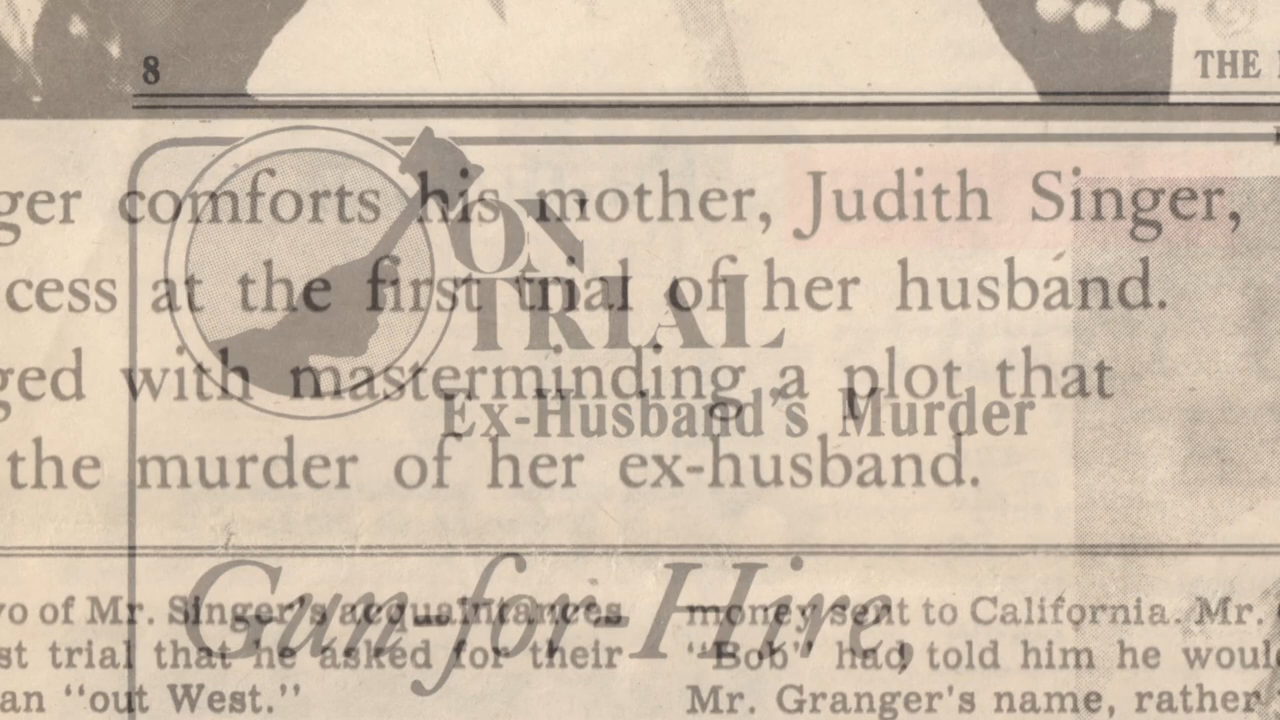 8
THE
ger comforts his mother, Judith Singer,
cess at the first trial of her husband.
ged with masterminding a plot that
the murder of her ex-husband.
ON
TRIAL
Ex-Husband's Murder
Gun-for-Hire,
vo of Mr. Singer's acquaintances
st trial that he asked for their
an “out West.”
money sent to California. Mr.
“Bob” had told him he would
Mr. Granger's name, rather